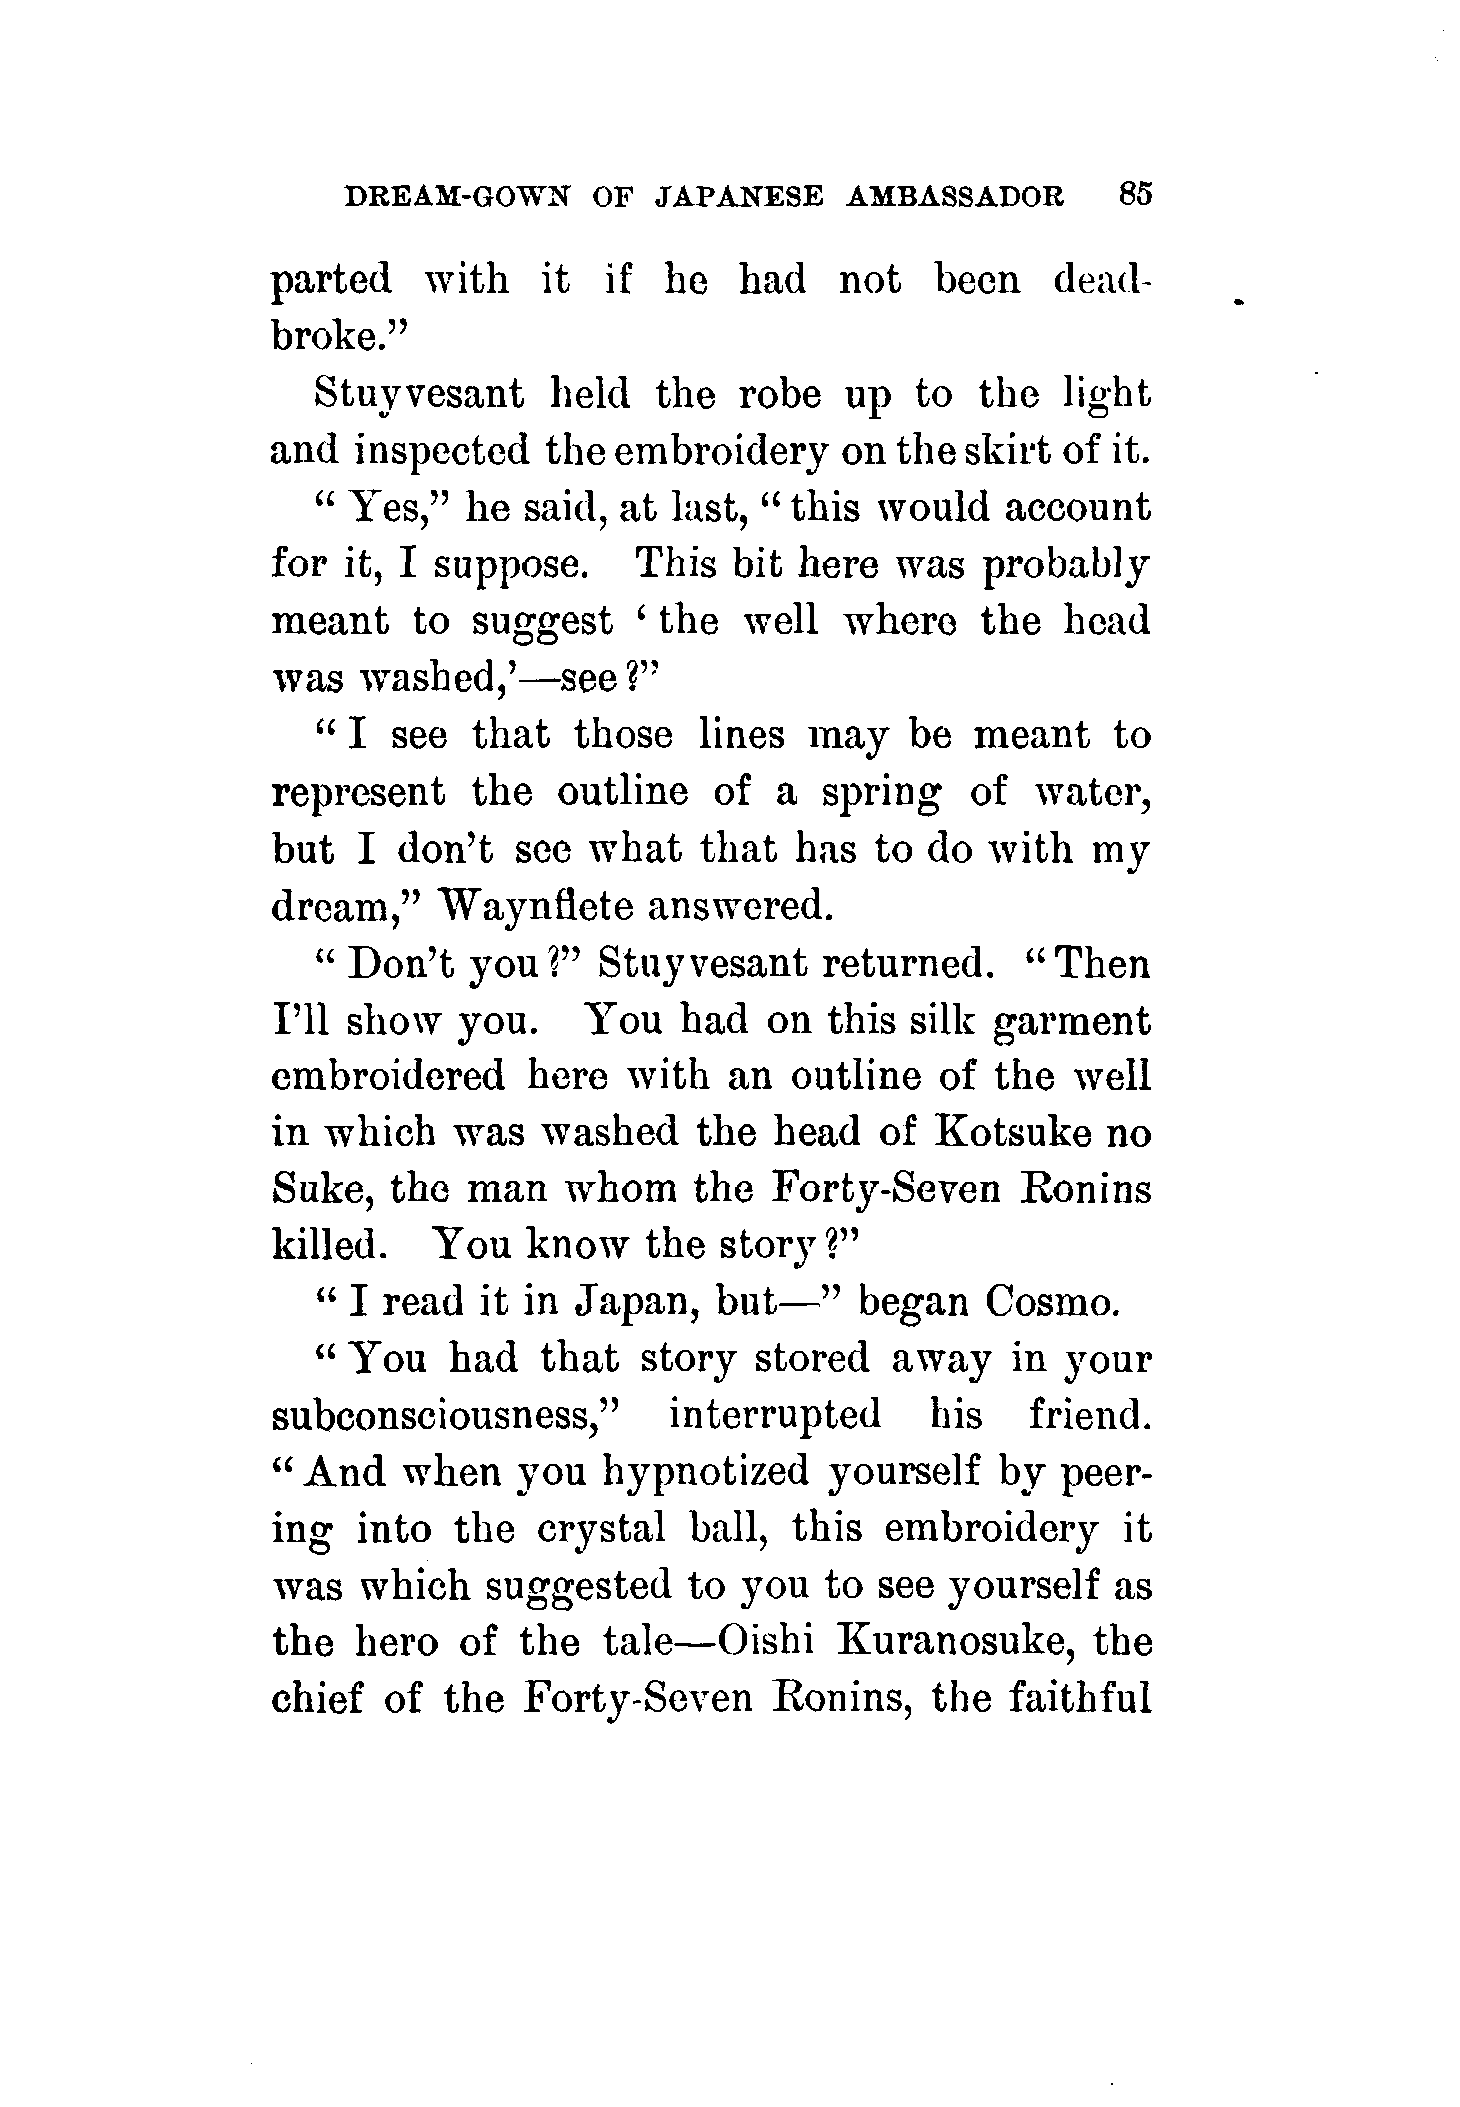 DREAM-GOWN OF JAPANESE AMBASSADOR 85
parted with it if he had not been dead-
broke.”
Stuyvesant held the robe up to the light
and inspected the embroidery on the skirt of it.
“ Yes,” he said, at last, “ this would account
for it, I suppose. This bit here was probably
meant to suggest ‘ the well where the head
was washed,’—see ?”
“ I see that those lines may be meant to
represent the outline of a spring of water,
but I don’t see what that has to do with my
dream,” Waynflete answered.
“ Don’t you ?” Stuyvesant returned. “ Then
I’ll show you. You had on this silk garment
embroidered here with an outline of the well
in which was washed the head of Kotsuke no
Suke, the man whom the Forty-Seven Ronins
killed. You know the story ?”
“ I read it in Japan, but—” began Cosmo.
“ You had that story stored away in your
subconsciousness,” interrupted his friend.
“ And when you hypnotized yourself by peer-
ing into the crystal ball, this embroidery it
was which suggested to you to see yourself as
the hero of the tale—Oishi Kuranosuke, the
chief of the Forty-Seven Ronins, the faithful